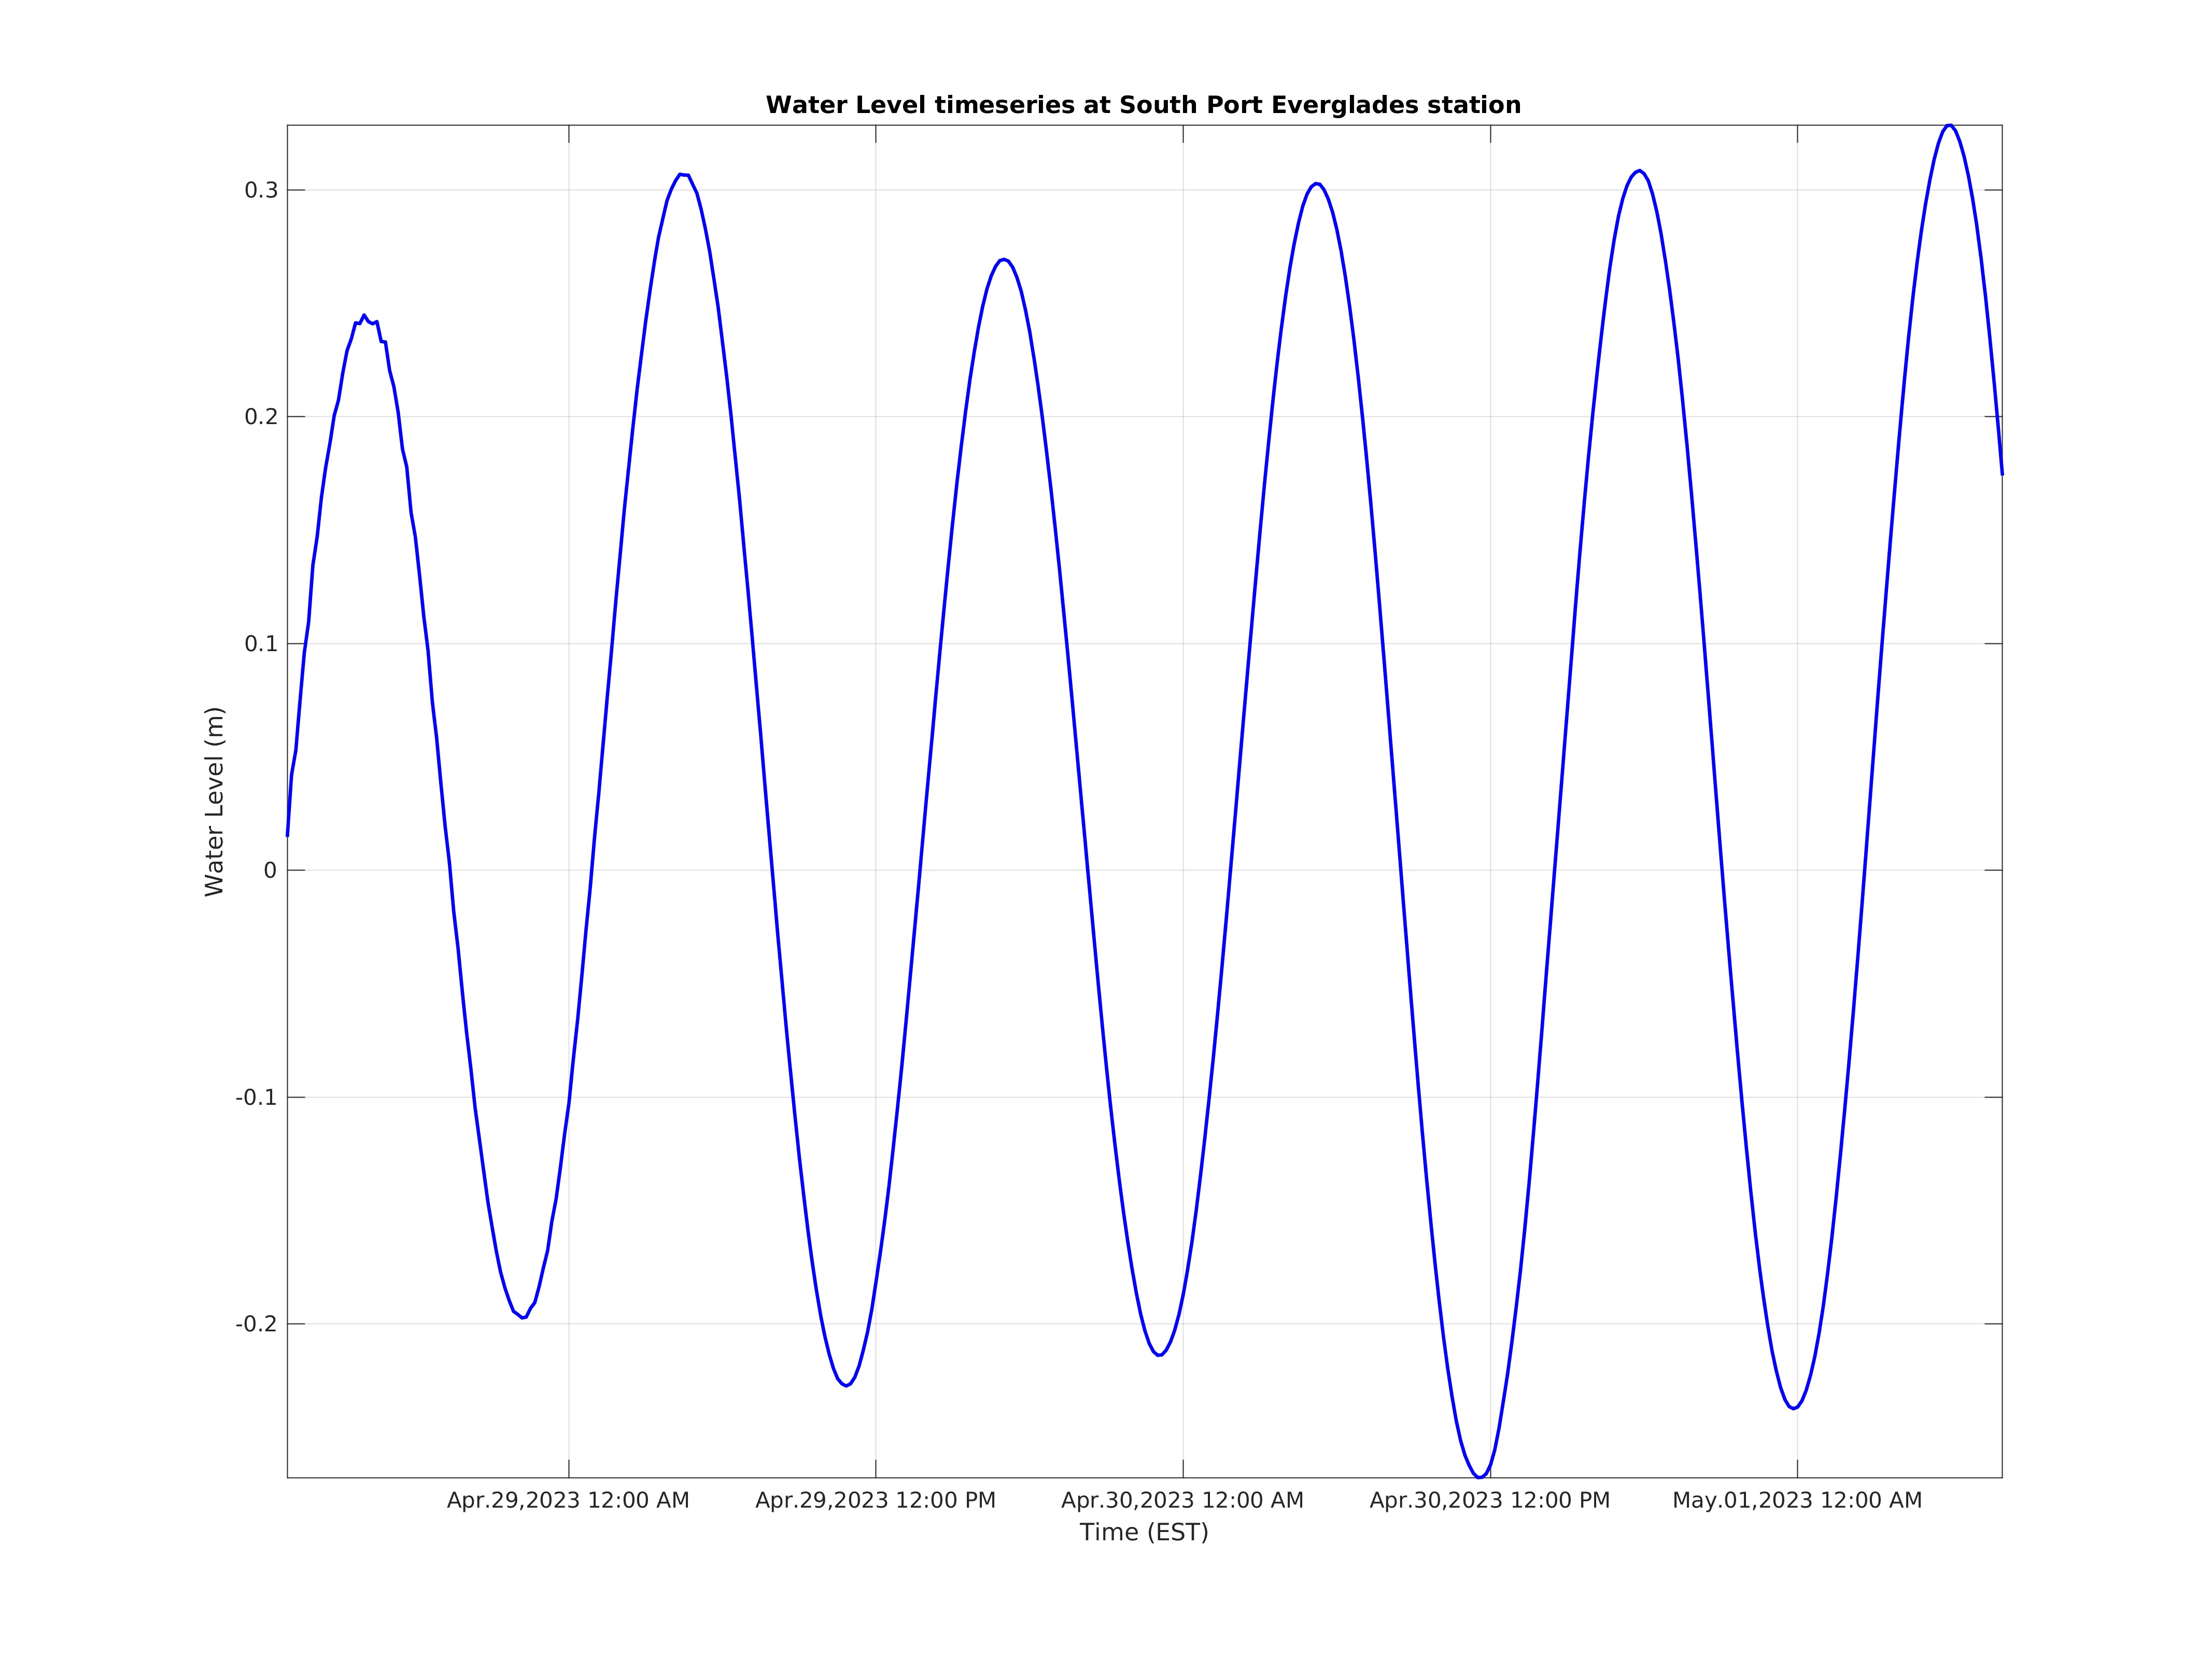 Water Level timeseries at South Port Everglades station
Water Level (m)
0.3
0.2
0.1
0
-0.1
-0.2
Apr.29,2023 12:00 AM
Apr.29,2023 12:00 PM
Apr.30,2023 12:00 AM
Apr.30,2023 12:00 PM
May.01,2023 12:00 AM
Time (EST)